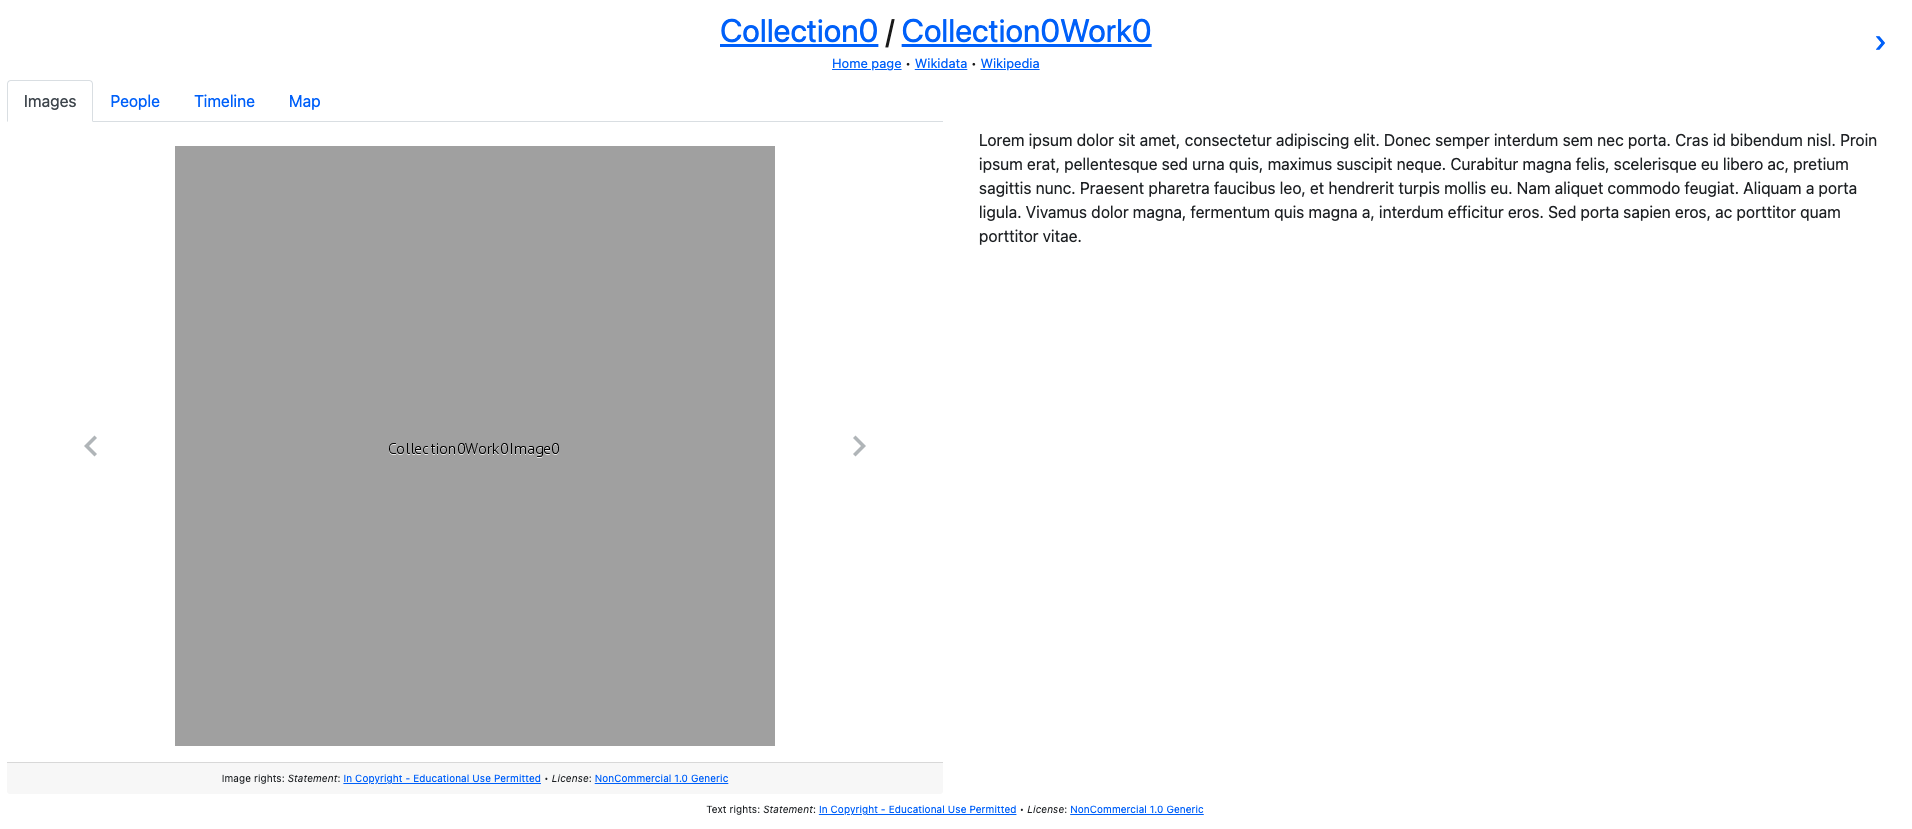 Collection0 / Collection0Work0
Home page • Wikidata • Wikipedia
Images People Timeline Map
Lorem ipsum dolor sit amet, consectetur adipiscing elit. Donec semper interdum sem nec porta. Cras id bibendum nisl. Proin
ipsum erat, pellentesque sed urna quis, maximus suscipit neque. Curabitur magna felis, scelerisque eu libero ac, pretium
sagittis nunc. Praesent pharetra faucibus leo, et hendrerit turpis mollis eu. Nam aliquet commodo feugiat. Aliquam a porta
ligula. Vivamus dolor magna, fermentum quis magna a, interdum efficitur eros. Sed porta sapien eros, ac porttitor quam
porttitor vitae.
Collection0Work0Image0
Image rights: Statement: In Copyright - Educational Use Permitted • License: NonCommercial 1.0 Generic
Text rights: Statement: In Copyright - Educational Use Permitted • License: NonCommercial 1.0 Generic